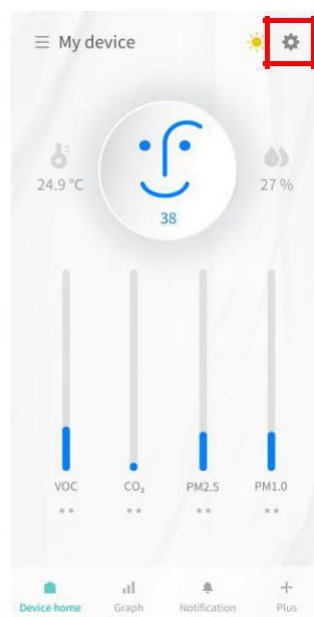 My device
24.9 °C
27 %
38
VOC
CO₂
PM2.5
PM1.0
Device home
Graph
Notification
Plus